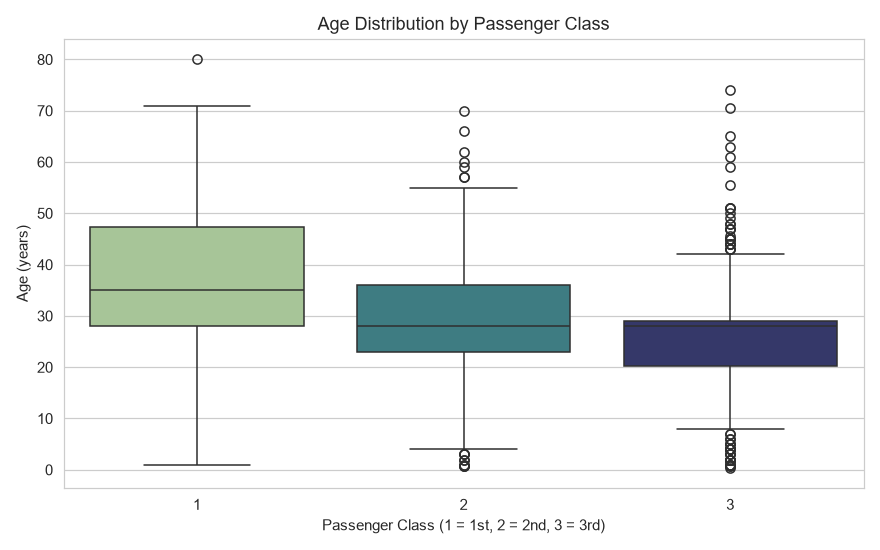 Age Distribution by Passenger Class
80
70
60
50
40
30
20
10
0
Age (years)
1 2 3
Passenger Class (1 = 1st, 2 = 2nd, 3 = 3rd)